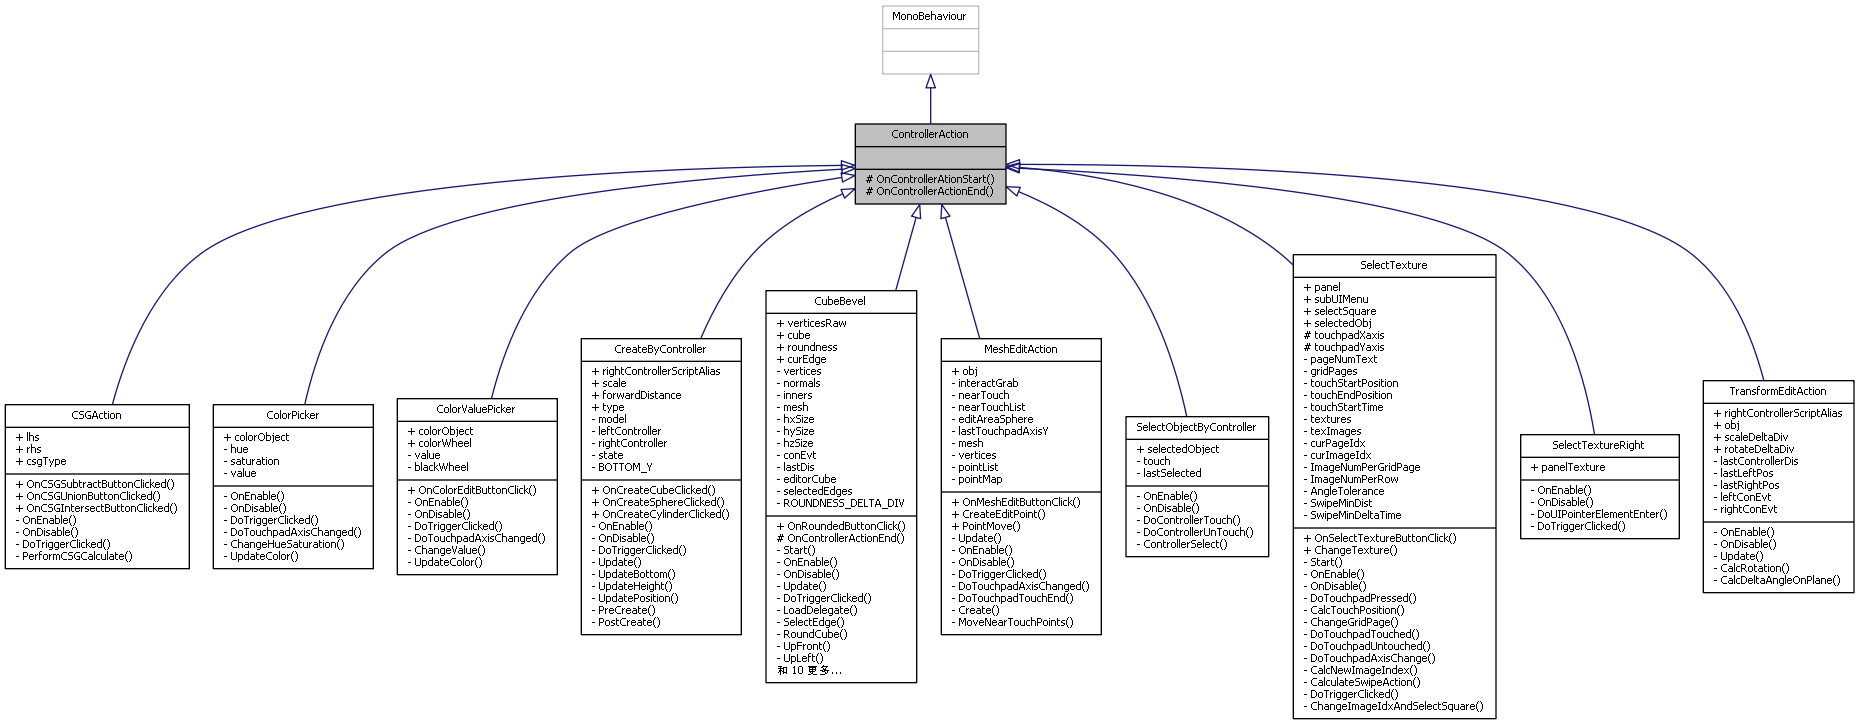 MonoBehaviour
ControllerAction
# OnControllerAtionStart()
# OnControllerActionEnd()
CSGAction
+ lhs
+ rhs
+ csgType
+ OnCSGSubtractButtonClicked()
+ OnCSGUnionButtonClicked()
+ OnCSGIntersectButtonClicked()
- OnEnable()
- OnDisable()
- DoTriggerClicked()
- PerformCSGCalculate()
ColorPicker
+ colorObject
- hue
- saturation
- value
- OnEnable()
- OnDisable()
- DoTriggerClicked()
- DoTouchpadAxisChanged()
- ChangeHueSaturation()
- UpdateColor()
ColorValuePicker
+ colorObject
+ colorWheel
- value
- blackWheel
+ OnColorEditButtonClick()
- OnEnable()
- OnDisable()
- DoTriggerClicked()
- DoTouchpadAxisChanged()
- ChangeValue()
- UpdateColor()
CreateByController
+ rightControllerScriptAlias
+ scale
+ forwardDistance
+ type
- model
- leftController
- rightController
- state
- BOTTOM_Y
+ OnCreateCubeClicked()
+ OnCreateSphereClicked()
+ OnCreateCylinderClicked()
- OnEnable()
- OnDisable()
- DoTriggerClicked()
- Update()
- UpdateBottom()
- UpdateHeight()
- UpdatePosition()
- PreCreate()
- PostCreate()
CubeBevel
+ verticesRaw
+ cube
+ roundness
+ curEdge
- vertices
- normals
- inners
- mesh
- hxSize
- hySize
- hzSize
- conEvt
- lastDis
- editorCube
- selectedEdges
- ROUNDNESS_DELTA_DIV
+ OnRoundedButtonClick()
# OnControllerActionEnd()
- Start()
- OnEnable()
- OnDisable()
- Update()
- DoTriggerClicked()
- LoadDelegate()
- SelectEdge()
- RoundCube()
- UpFront()
- UpLeft()
和 10 更多...
MeshEditAction
+ obj
- interactGrab
- nearTouch
- nearTouchList
- editAreaSphere
- lastTouchpadAxisY
- mesh
- vertices
- pointList
- pointMap
+ OnMeshEditButtonClick()
+ CreateEditPoint()
+ PointMove()
- Update()
- OnEnable()
- OnDisable()
- DoTriggerClicked()
- DoTouchpadAxisChanged()
- DoTouchpadTouchEnd()
- Create()
- MoveNearTouchPoints()
SelectObjectByController
+ selectedObject
- touch
- lastSelected
- OnEnable()
- OnDisable()
- DoControllerTouch()
- DoControllerUnTouch()
- ControllerSelect()
SelectTexture
+ panel
+ subUIMenu
+ selectSquare
+ selectedObj
# touchpadXaxis
# touchpadYaxis
- pageNumText
- gridPages
- touchStartPosition
- touchEndPosition
- touchStartTime
- textures
- texImages
- curPageIdx
- curImageIdx
- ImageNumPerGridPage
- ImageNumPerRow
- AngleTolerance
- SwipeMinDist
- SwipeMinDeltaTime
+ OnSelectTextureButtonClick()
+ ChangeTexture()
- Start()
- OnEnable()
- OnDisable()
- DoTouchpadPressed()
- CalcTouchPosition()
- ChangeGridPage()
- DoTouchpadTouched()
- DoTouchpadUntouched()
- DoTouchpadAxisChange()
- CalcNewImageIndex()
- CalculateSwipeAction()
- DoTriggerClicked()
- ChangeImageIdxAndSelectSquare()
SelectTextureRight
+ panelTexture
- OnEnable()
- OnDisable()
- DoUIPointerElementEnter()
- DoTriggerClicked()
TransformEditAction
+ rightControllerScriptAlias
+ obj
+ scaleDeltaDiv
+ rotateDeltaDiv
- lastControllerDis
- lastLeftPos
- lastRightPos
- leftConEvt
- rightConEvt
- OnEnable()
- OnDisable()
- Update()
- CalcRotation()
- CalcDeltaAngleOnPlane()